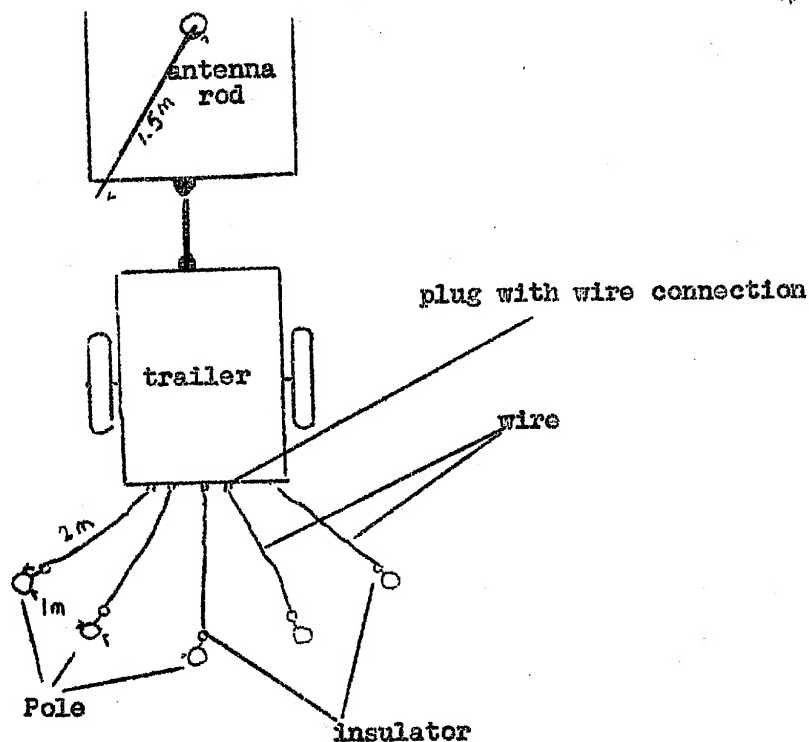 antenna
rod
1.5m
plug with wire connection
trailer
wire
2m
1m
Pole
insulator